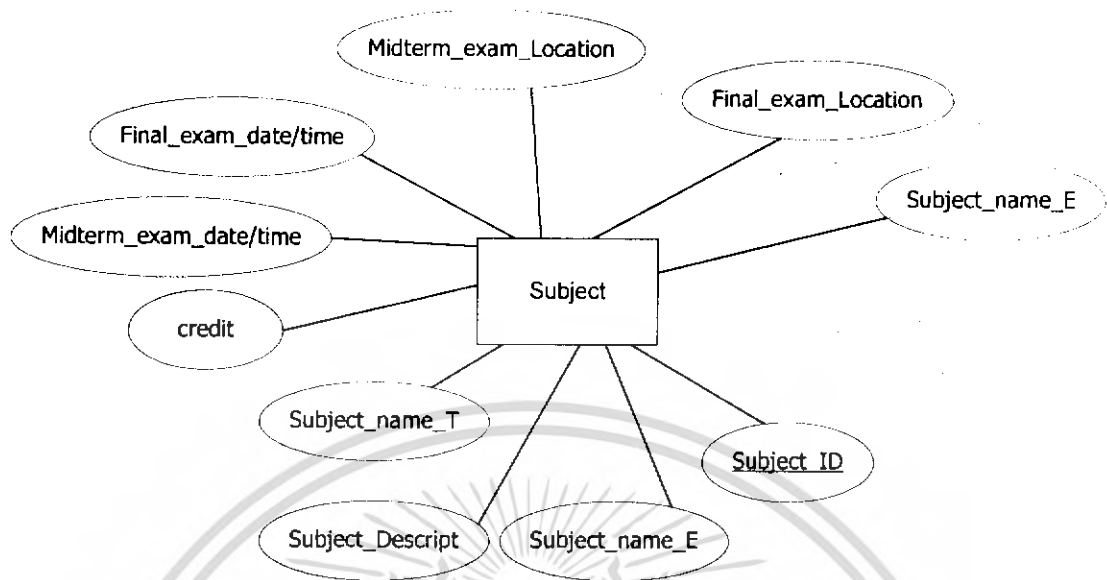 Midterm_exam_Location
Final_exam_Location
Final_exam_date/time
Subject_name_E
Midterm_exam_date/time
Subject
credit
Subject_name_T
Subject_ID
Subject_Descript
Subject_name_E